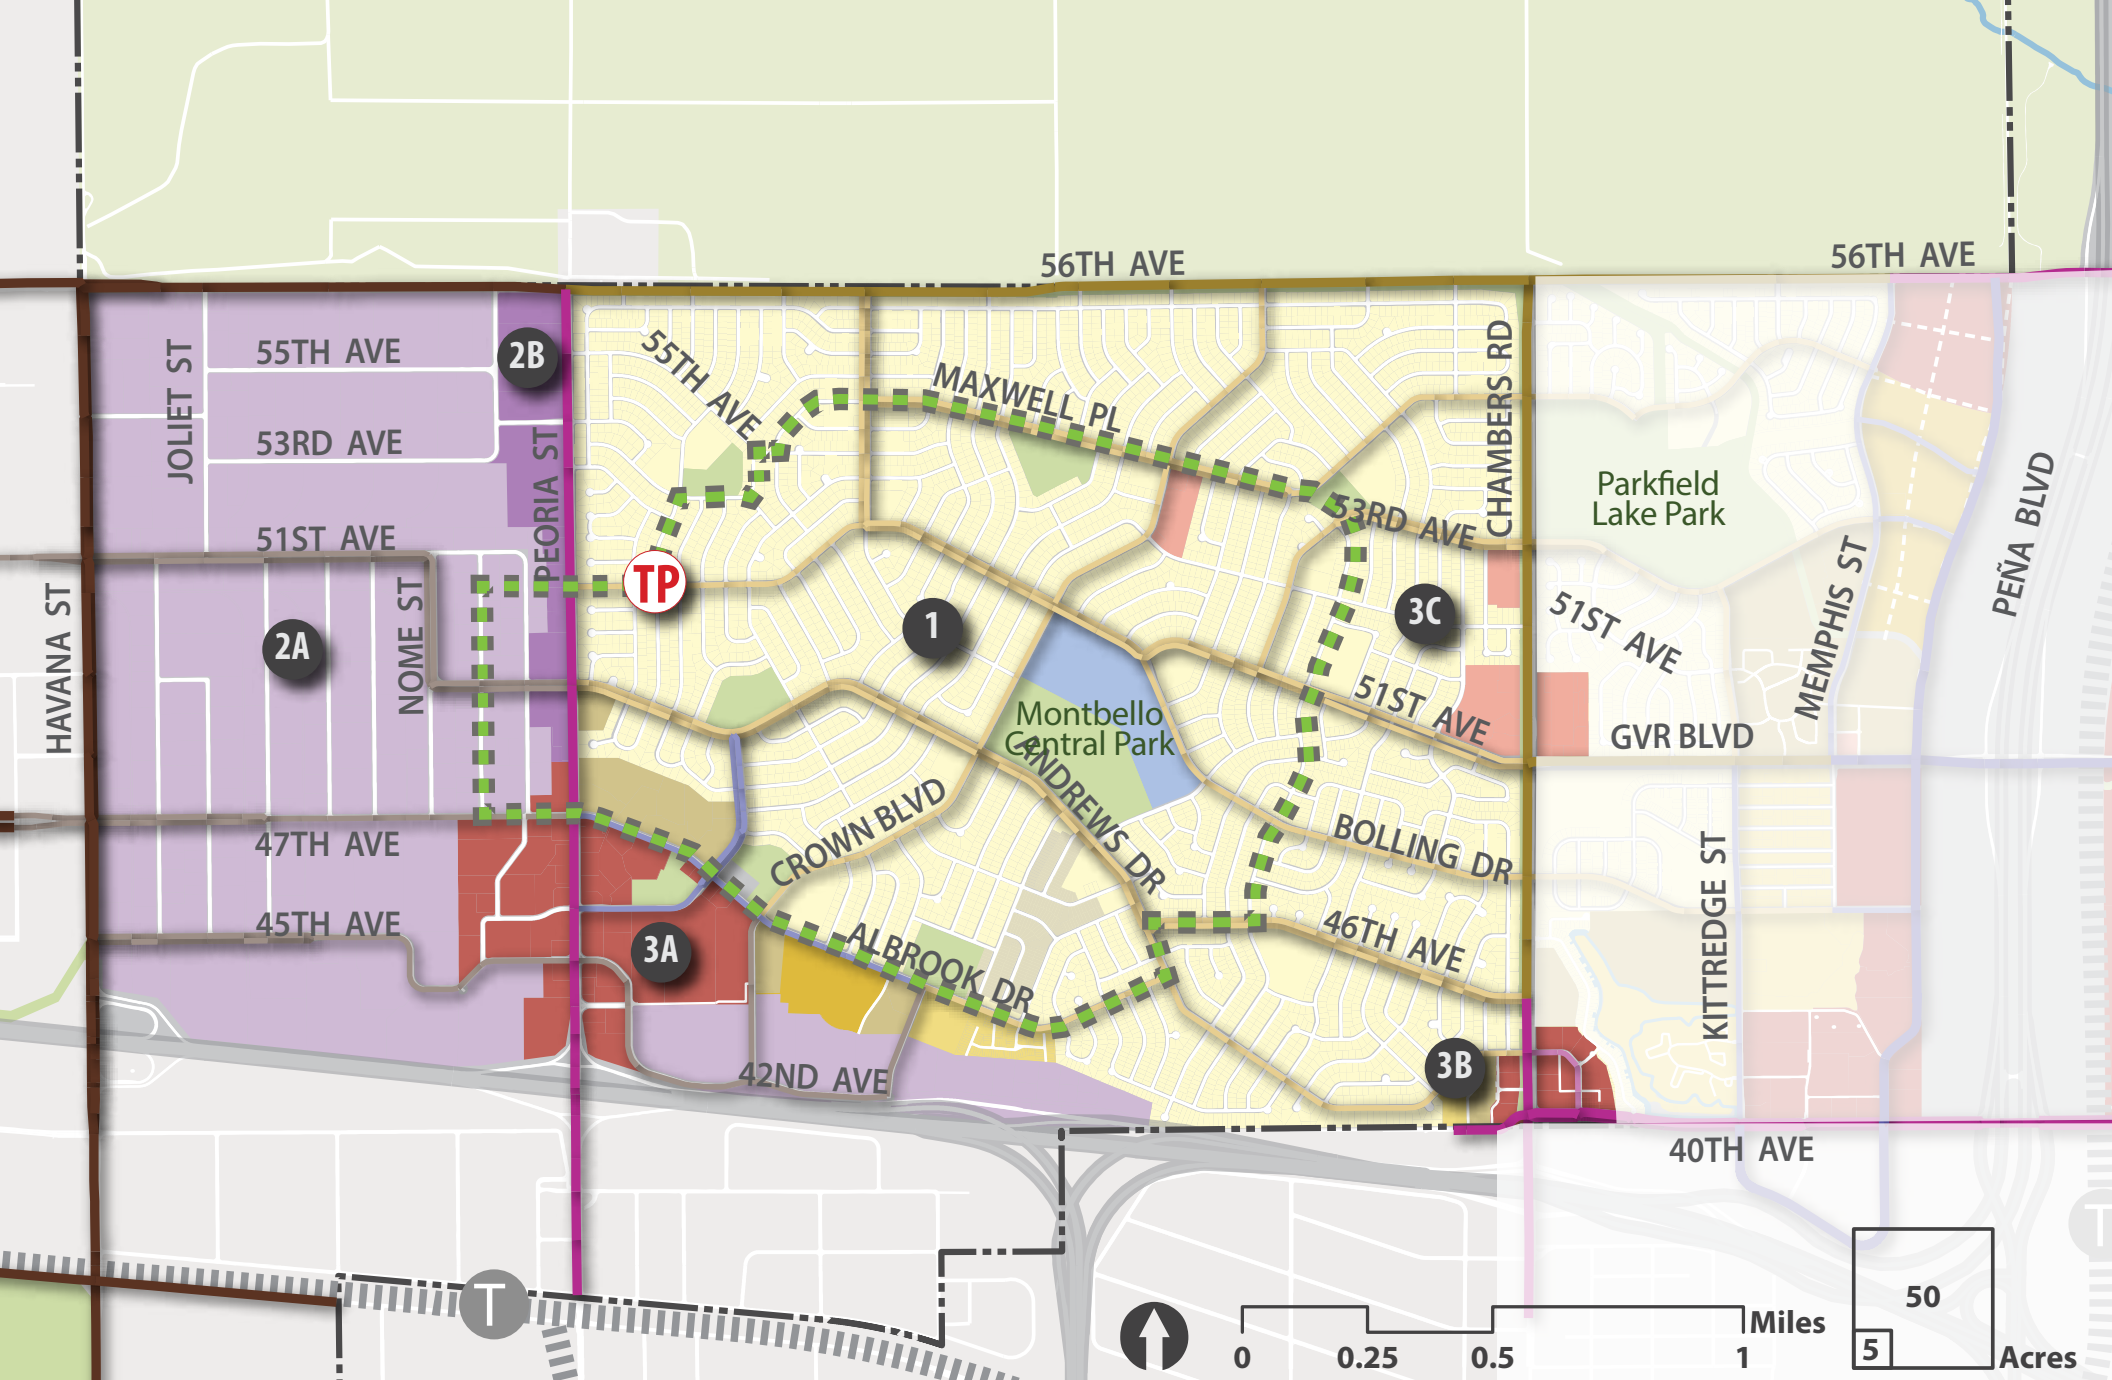 56TH AVE
56TH AVE
55TH AVE
2B
JOLIET ST
55TH AVE
MAXWELL PL
CHAMBERS RD
53RD AVE
PEORIA ST
Parkfield
Lake Park
PEÑA BLVD
53RD AVE
51ST AVE
TP
HAVANA ST
NOME ST
2A
1
3C
51ST AVE
MEMPHIS ST
51ST AVE
Montbello
Central Park
GVR BLVD
ANDREWS DR
CROWN BLVD
BOLLING DR
KITTREDGE ST
47TH AVE
45TH AVE
3A
ALBROOK DR
46TH AVE
42ND AVE
3B
40TH AVE
T
T
50
5
Acres
Miles
0
0.25
0.5
1